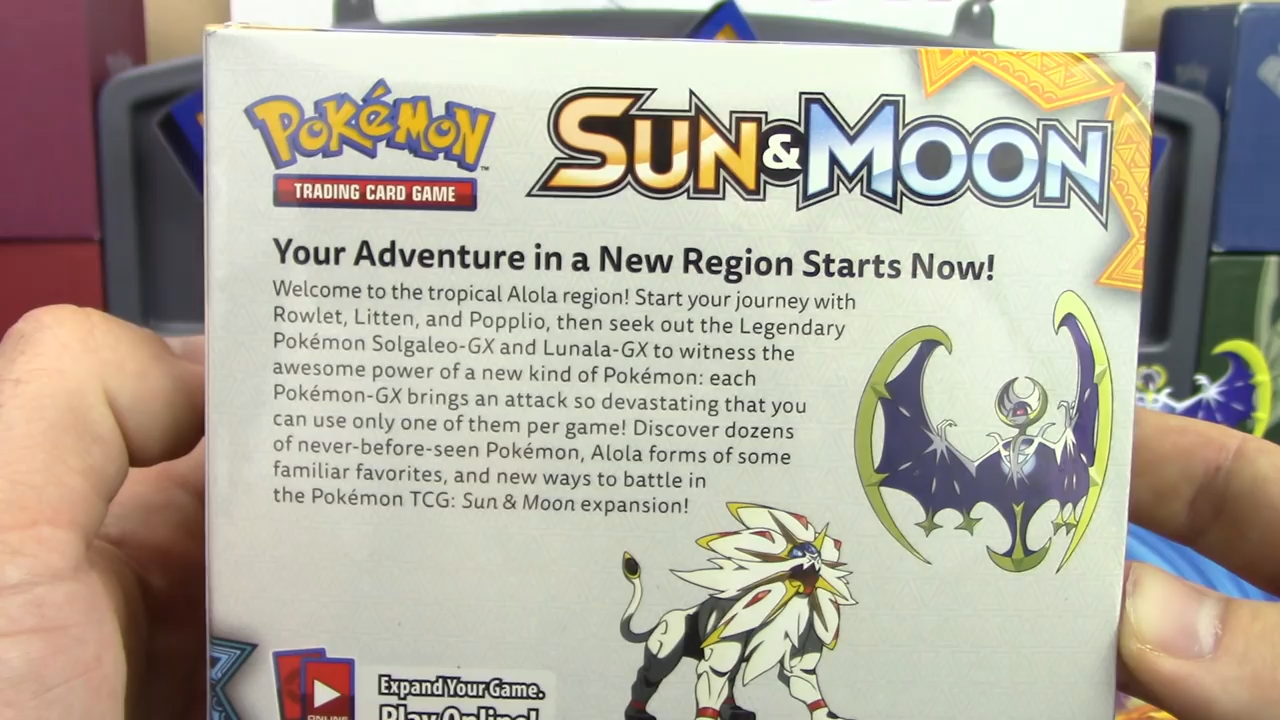 Pokémon
TRADING CARD GAME
SUN & MOON
Your Adventure in a New Region Starts Now!
Welcome to the tropical Alola region! Start your journey with
Rowlet, Litten, and Popplio, then seek out the Legendary
Pokémon Solgaleo-GX and Lunala-GX to witness the
awesome power of a new kind of Pokémon: each
Pokémon-GX brings an attack so devastating that you
can use only one of them per game! Discover dozens
of never-before-seen Pokémon, Alola forms of some
familiar favorites, and new ways to battle in
the Pokémon TCG: Sun & Moon expansion!
Expand Your Game.
Play Online!
ONLINE